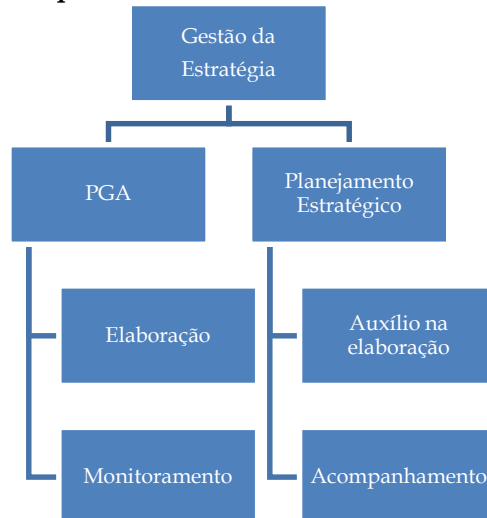 Gestão da
Estratégia
PGA
Planejamento
Estratégico
Elaboração
Auxílio na
elaboração
Monitoramento
Acompanhamento